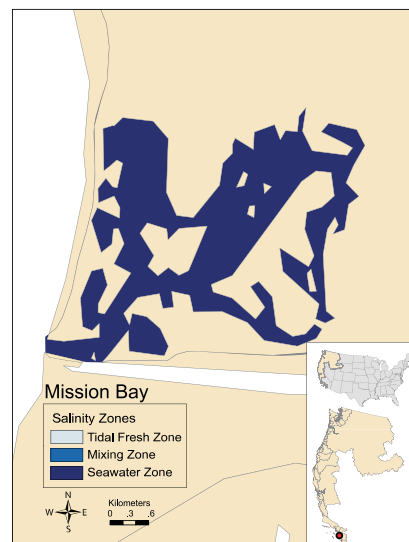 Mission Bay
Salinity Zones
Tidal Fresh Zone
Mixing Zone
Seawater Zone
N
W E
S
Kilometers
0 .3 .6